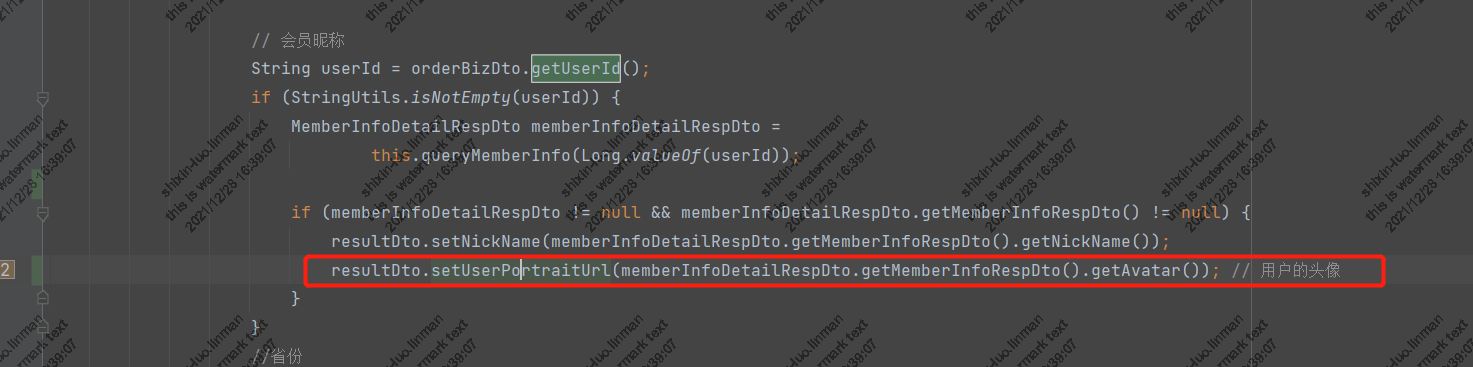 // 会员昵称
String userId = orderBizDto.getUserId();
if (StringUtils.isNotEmpty(userId)) {
MemberInfoDetailRespDto memberInfoDetailRespDto =
this.queryMemberInfo(Long.valueOf(userId));
if (memberInfoDetailRespDto != null && memberInfoDetailRespDto.getMemberInfoRespDto() != null) {
resultDto.setNickName(memberInfoDetailRespDto.getMemberInfoRespDto().getNickName());
2
resultDto.setUserPortraitUrl(memberInfoDetailRespDto.getMemberInfoRespDto().getAvatar()); // 用户的头像
}
}
//省份
shixin-luo.linman
this is watermark text
2021/12/28 16:39:07